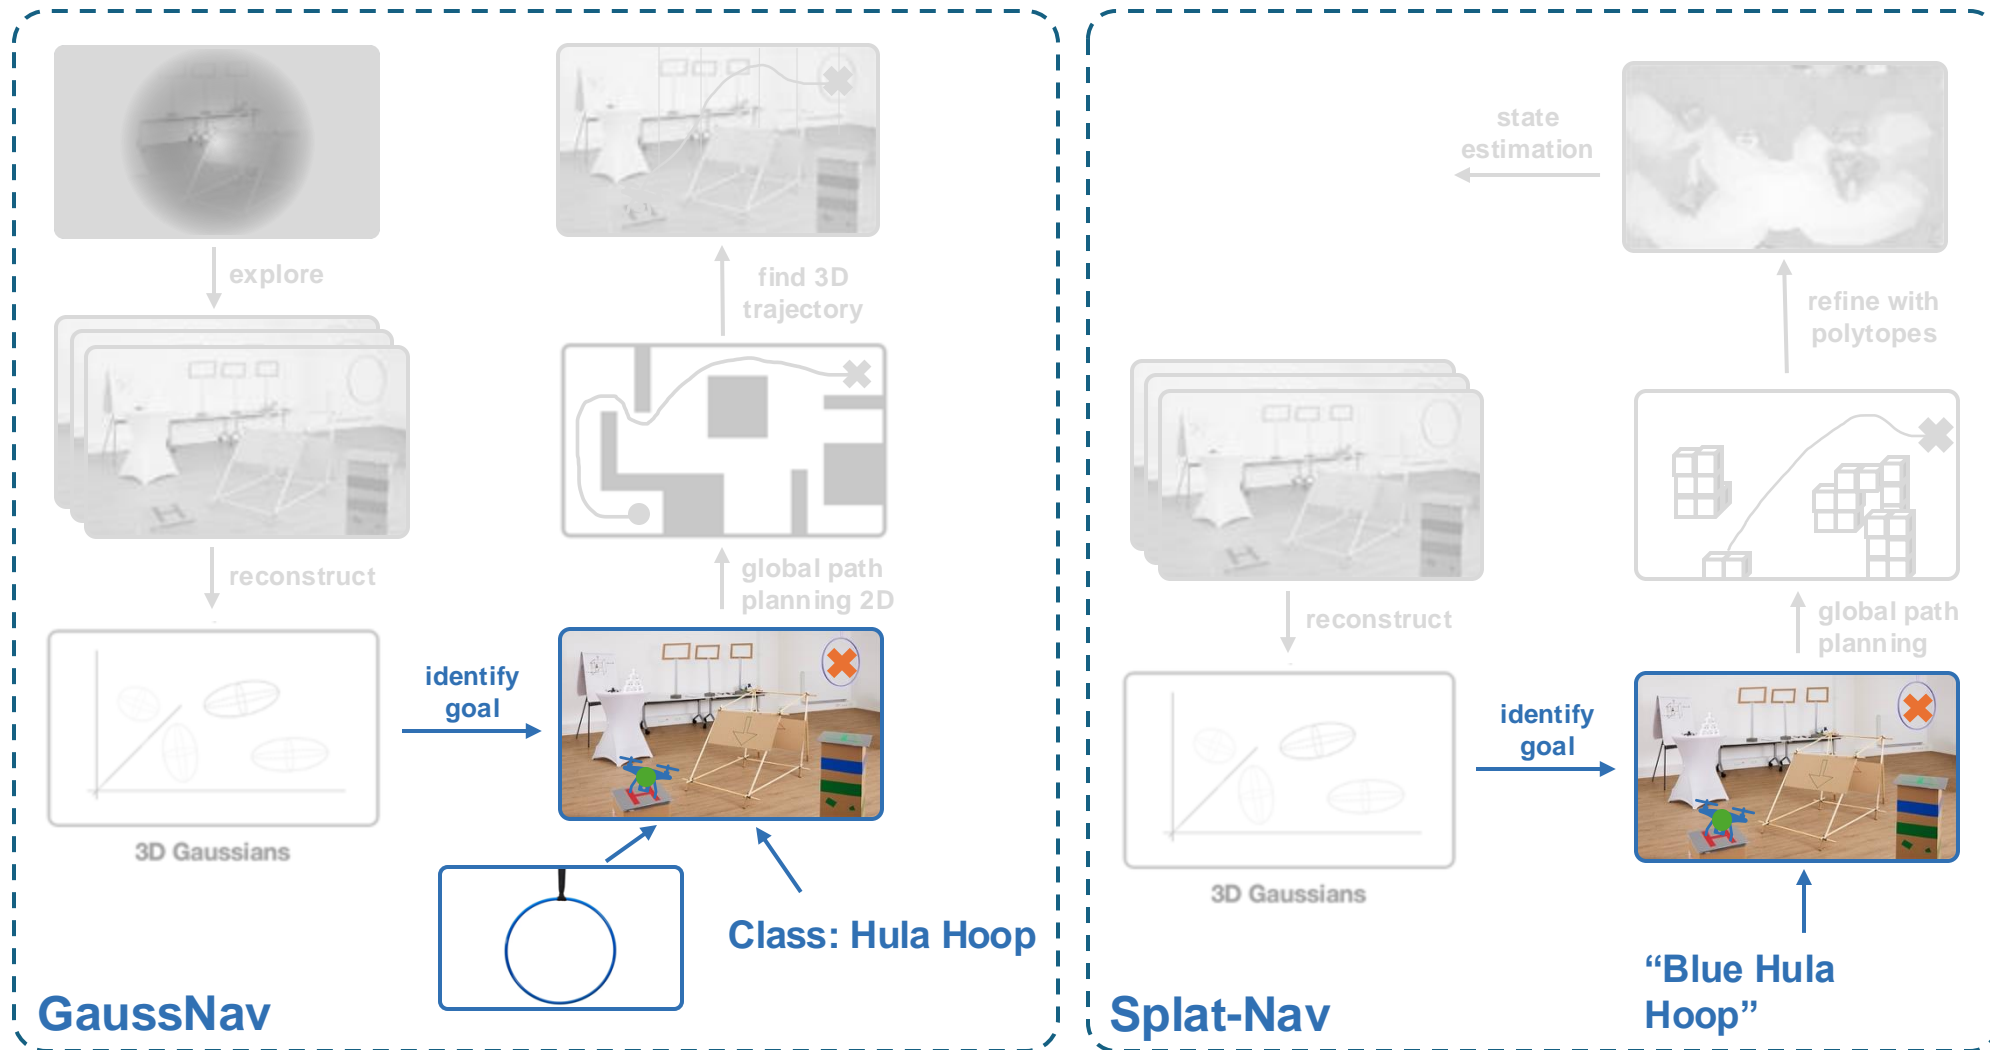 explore
reconstruct
3D Gaussians
identify
goal
find 3D
trajectory
global path
planning 2D
Class: Hula Hoop
GaussNav
state
estimation
refine with
polytopes
global path
planning
reconstruct
3D Gaussians
identify
goal
“Blue Hula
Hoop”
Splat-Nav